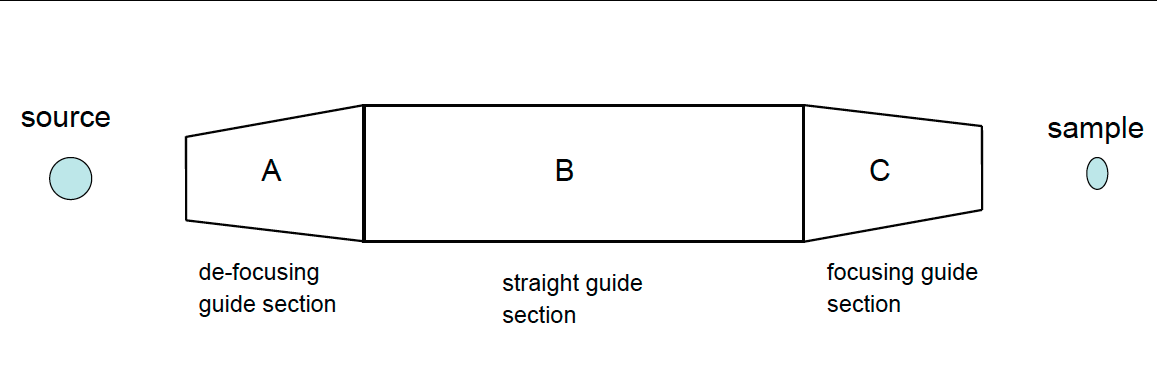 source
sample
A
B
C
de-focusing
guide section
straight guide
section
focusing guide
section